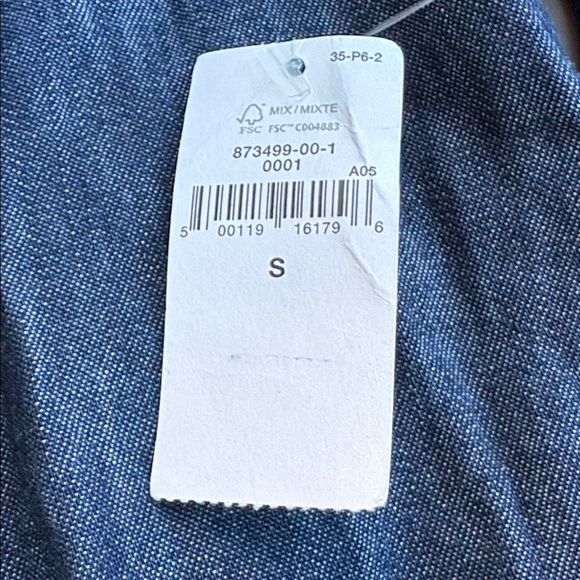 35-P6-2
MIX/MIXTE
FSC FSC™ C004883
873499-00-1
0001
A05
5 00119 16179 6
S